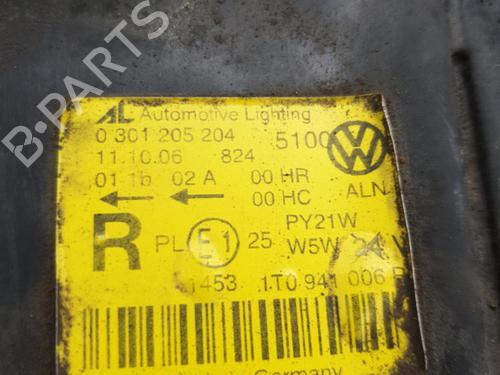 AL Automotive Lighting
0 301 205 204 5100
11.10.06 824
01 1b 02 A 00 HR
00 HC ALN
R PL E1 25 PY21W
W5W 24 V
1453 1T0 941 006
Germany
B-PARTS